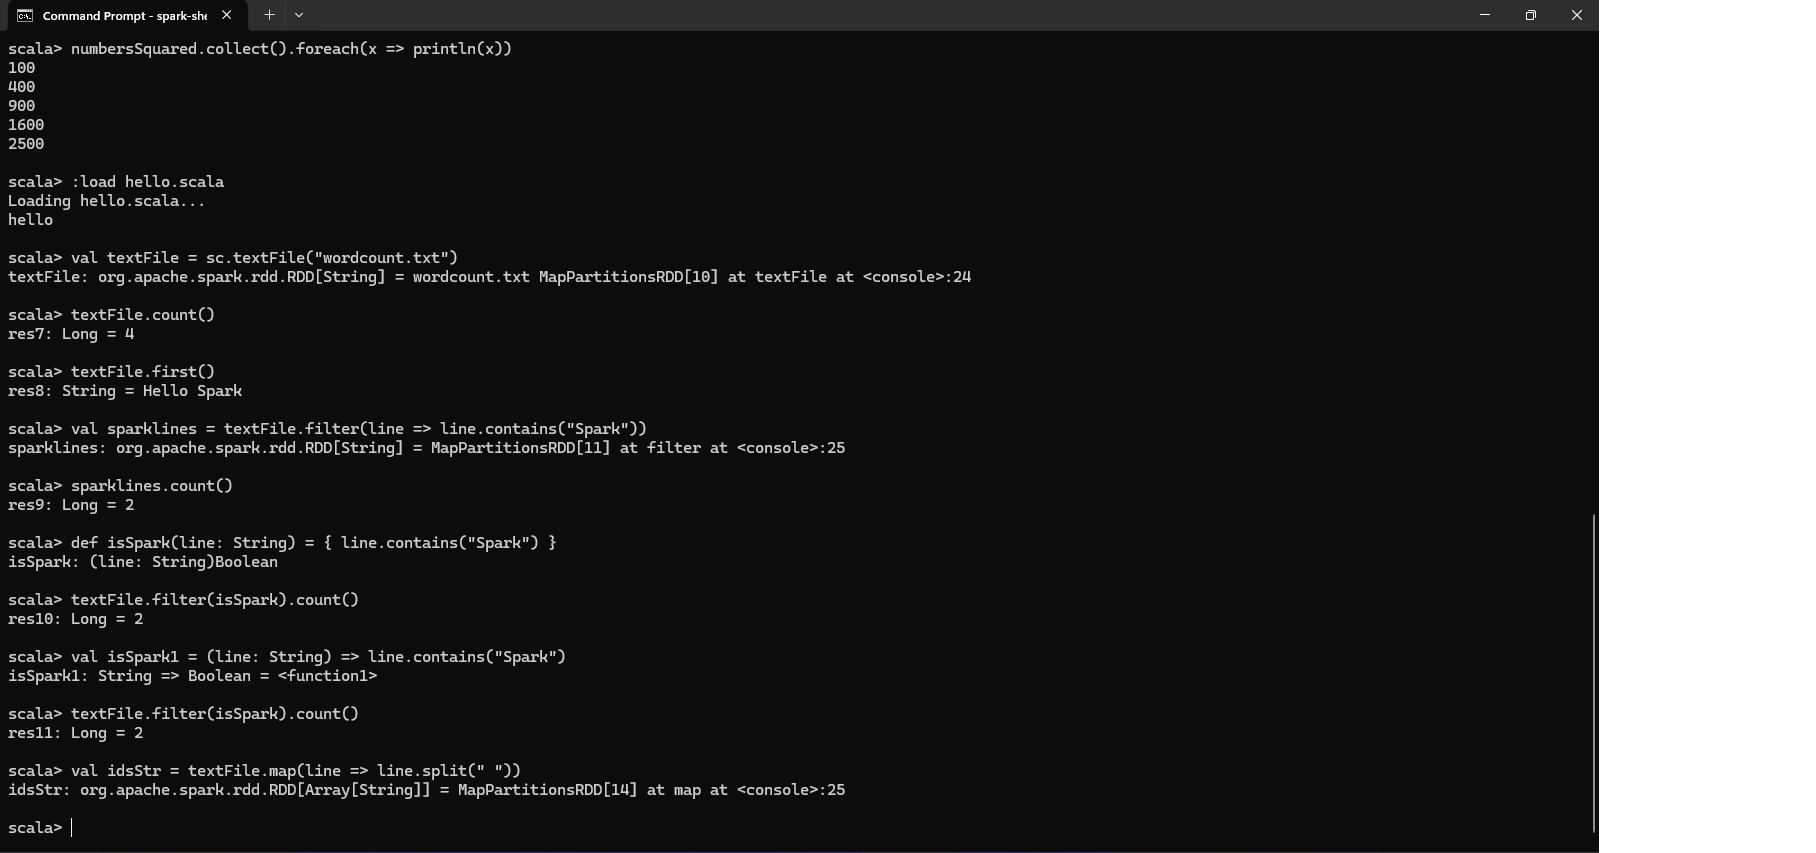 Command Prompt - spark-she
scala> numbersSquared.collect().foreach(x => println(x))
100
400
900
1600
2500
scala> :load hello.scala
Loading hello.scala...
hello
scala> val textFile = sc.textFile("wordcount.txt")
textFile: org.apache.spark.rdd.RDD[String] = wordcount.txt MapPartitionsRDD[10] at textFile at <console>:24
scala> textFile.count()
res7: Long = 4
scala> textFile.first()
res8: String = Hello Spark
scala> val sparklines = textFile.filter(line => line.contains("Spark"))
sparklines: org.apache.spark.rdd.RDD[String] = MapPartitionsRDD[11] at filter at <console>:25
scala> sparklines.count()
res9: Long = 2
scala> def isSpark(line: String) = { line.contains("Spark") }
isSpark: (line: String)Boolean
scala> textFile.filter(isSpark).count()
res10: Long = 2
scala> val isSpark1 = (line: String) => line.contains("Spark")
isSpark1: String => Boolean = <function1>
scala> textFile.filter(isSpark).count()
res11: Long = 2
scala> val idsStr = textFile.map(line => line.split(" "))
idsStr: org.apache.spark.rdd.RDD[Array[String]] = MapPartitionsRDD[14] at map at <console>:25
scala>